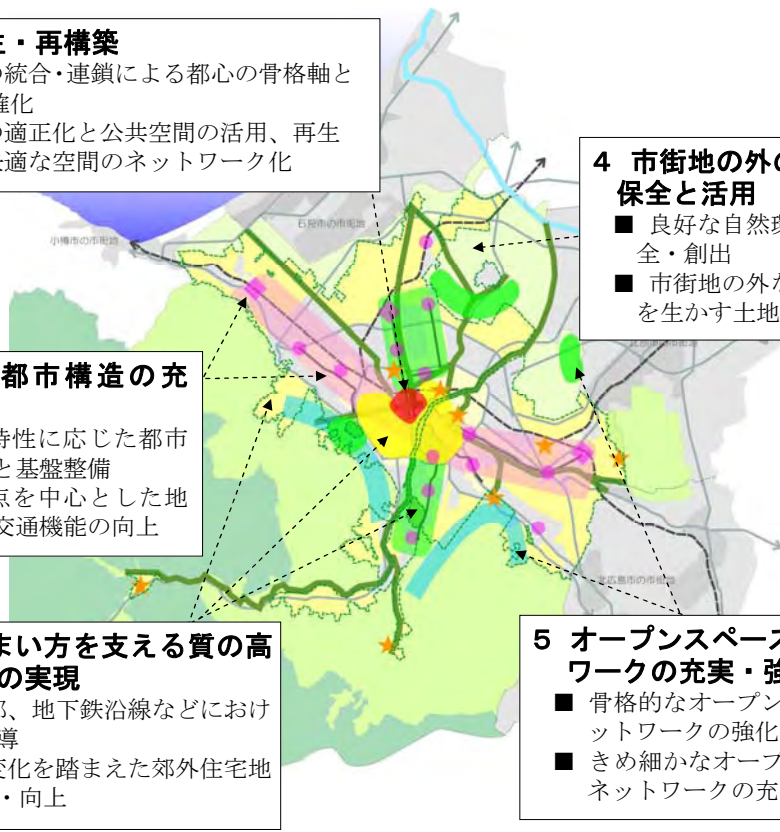 生・再構築
の統合・連鎖による都心の骨格軸と
確化
の適正化と公共空間の活用、再生
快適な空間のネットワーク化
4 市街地の外の
保全と活用
■ 良好な自然環
全・創出
■ 市街地の外な
を生かす土地
石狩市の市街地
小樽市の市街地
都市構造の充
特性に応じた都市
と基盤整備
点を中心とした地
交通機能の向上
北広島市の市街地
まい方を支える質の高
の実現
部、地下鉄沿線などにおけ
導
変化を踏まえた郊外住宅地
・向上
5 オープンスペース
ワークの充実・強
■ 骨格的なオープン
ットワークの強化
■ きめ細かなオープ
ネットワークの充